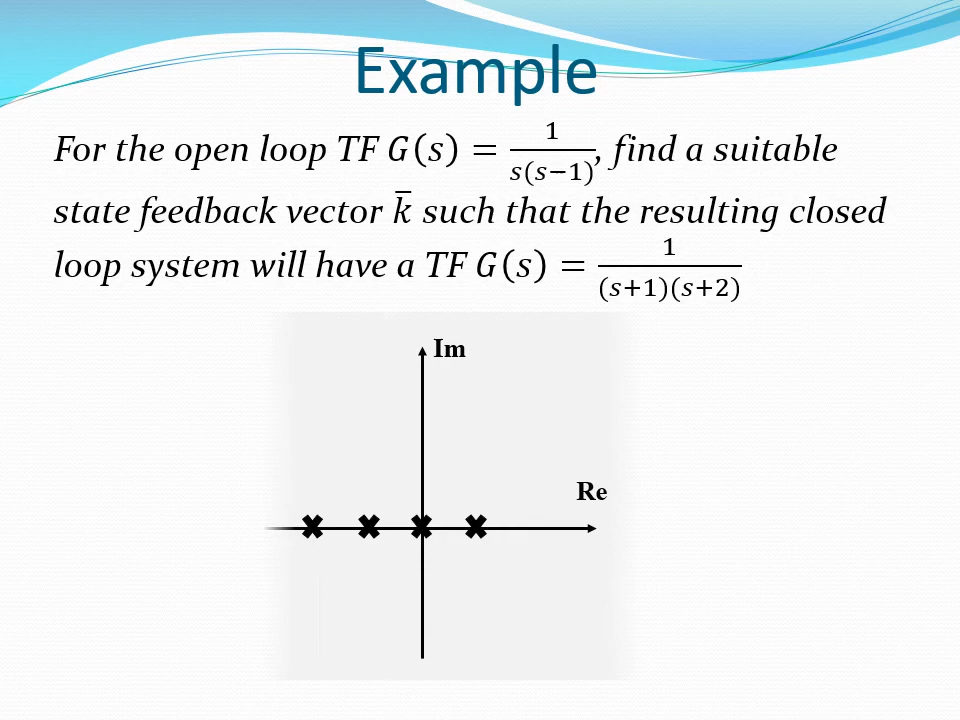 Example
For the open loop TF G(s) = 1/(s(s−1)), find a suitable
state feedback vector k̅ such that the resulting closed
loop system will have a TF G(s) = 1/((s+1)(s+2))
Im
Re